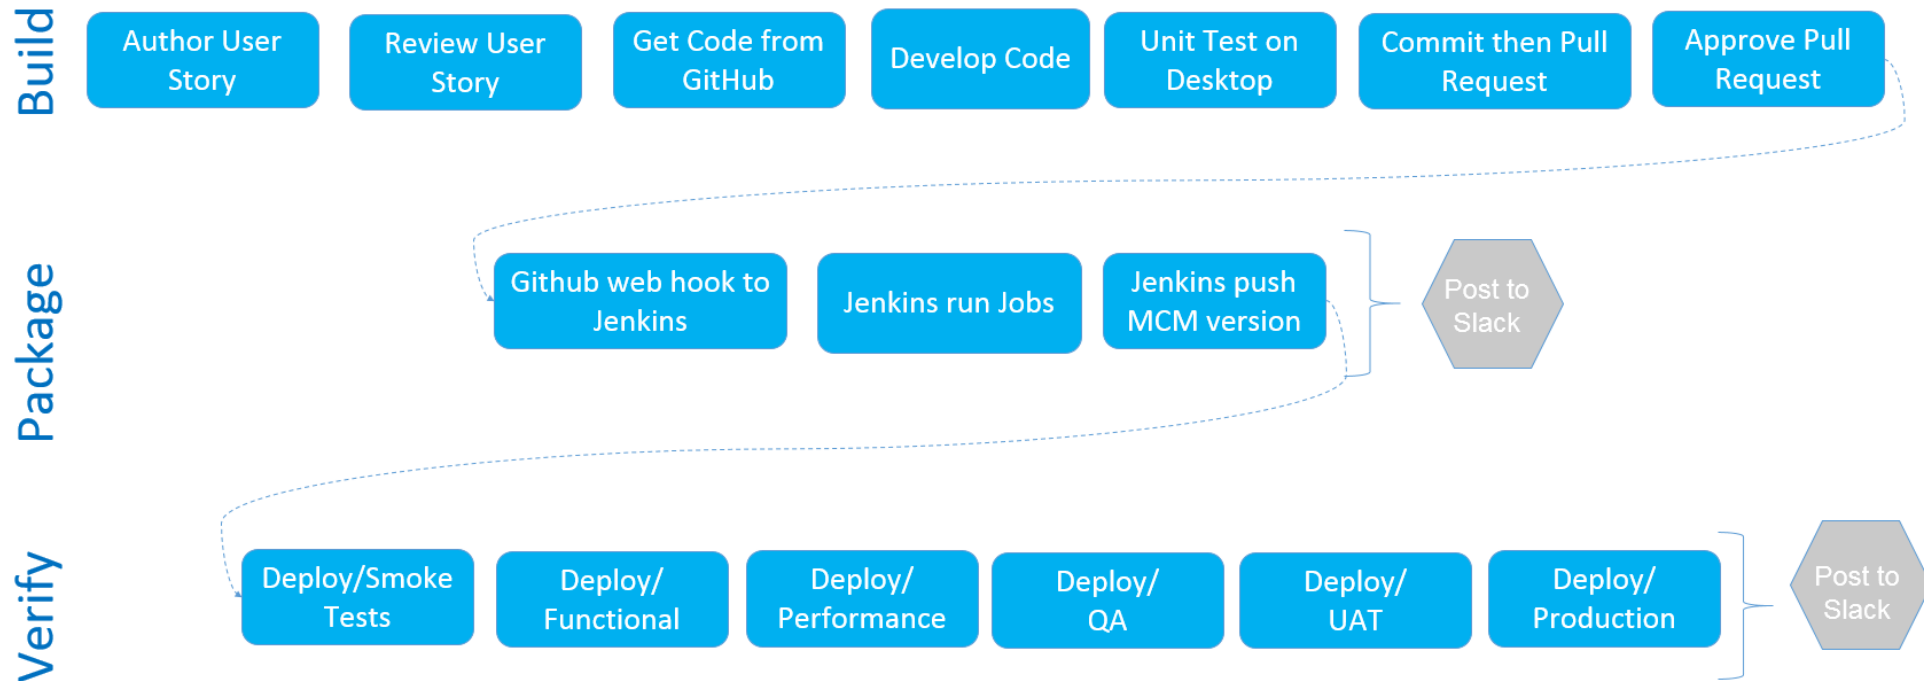 Build
Author User
Story
Review User
Story
Get Code from
GitHub
Develop Code
Unit Test on
Desktop
Commit then Pull
Request
Approve Pull
Request
Package
Github web hook to
Jenkins
Jenkins run Jobs
Jenkins push
MCM version
Post to
Slack
Verify
Deploy/Smoke
Tests
Deploy/
Functional
Deploy/
Performance
Deploy/
QA
Deploy/
UAT
Deploy/
Production
Post to
Slack